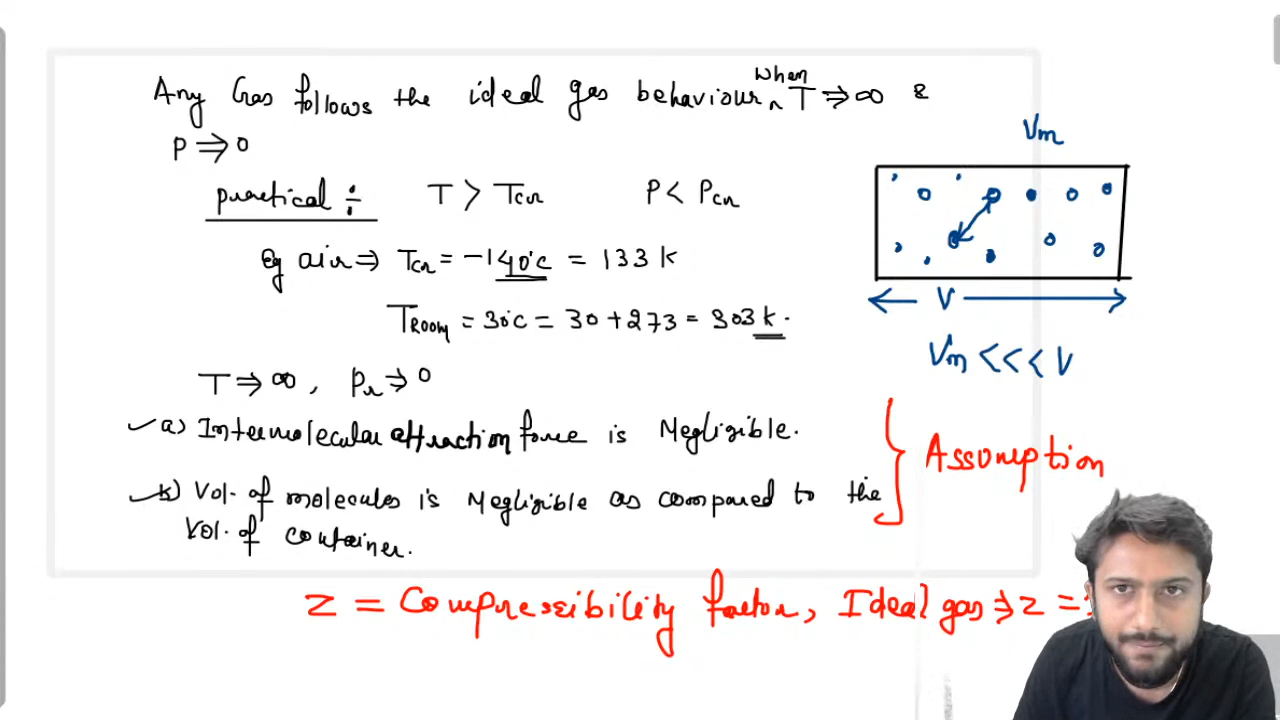 Any Gas follows the ideal gas behaviour when T ⇒ ∞ &
P ⇒ 0
practical ÷ T > Tcr P < Pcr
Eg air ⇒ Tcr = -140°c = 133 k
TRoom = 30°c = 30 + 273 = 303 k.
T ⇒ ∞, Pr ⇒ 0
a) Intermolecular attraction force is Negligible.
b) Vol. of molecules is Negligible as compared to the
Vol. of container.
Vm
V
Vm <<< V
Assumption
Z = Compressibility factor, Ideal gas ⇒ Z =